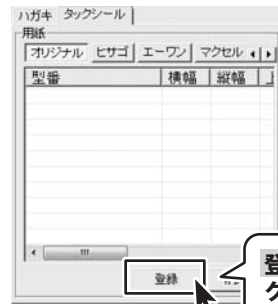 ハガキ タックシール
用紙
オリジナル ヒサゴ エーワン マクセル
型番 横幅 縦幅 上
登録
登
ク